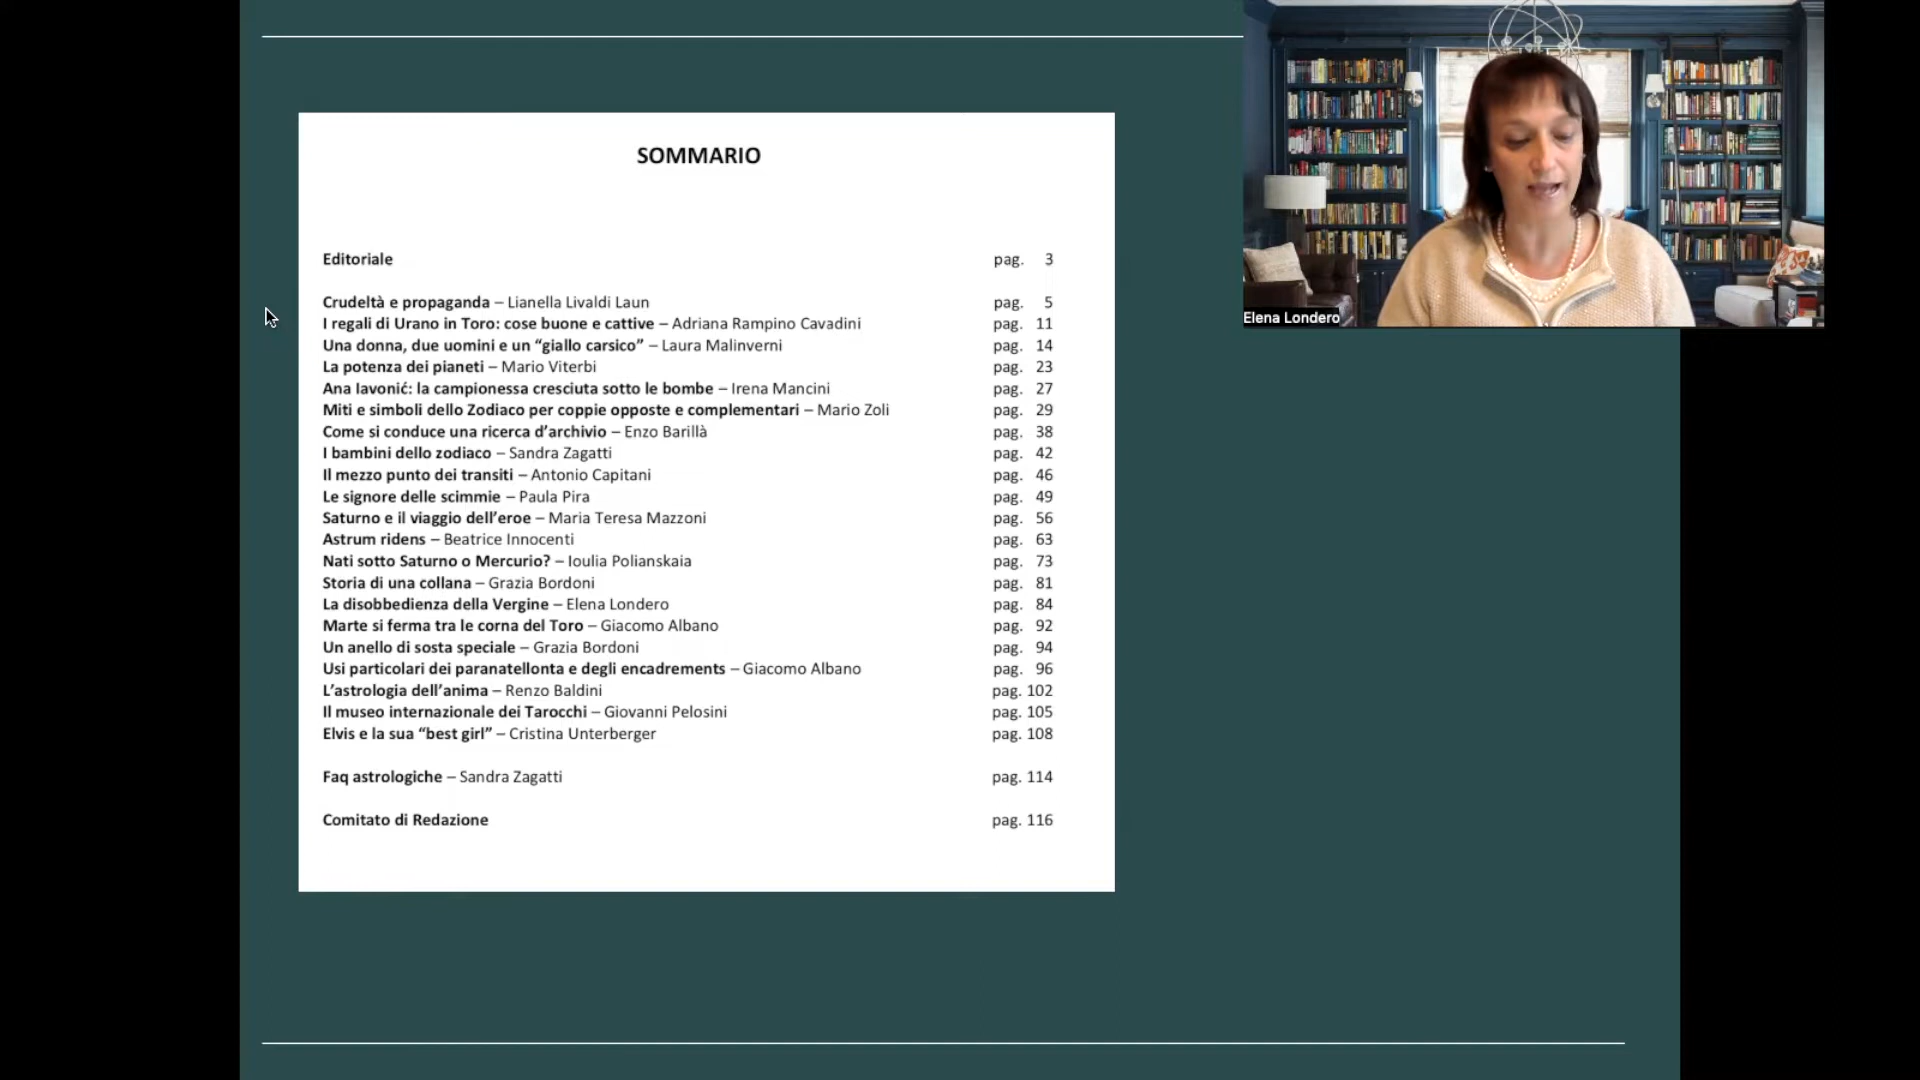 SOMMARIO
Editoriale pag. 3
Crudeltà e propaganda – Lianella Livaldi Laun pag. 5
I regali di Urano in Toro: cose buone e cattive – Adriana Rampino Cavadini pag. 11
Una donna, due uomini e un “giallo carsico” – Laura Malinverni pag. 14
La potenza dei pianeti – Mario Viterbi pag. 23
Ana Iavonić: la campionessa cresciuta sotto le bombe – Irena Mancini pag. 27
Miti e simboli dello Zodiaco per coppie opposte e complementari – Mario Zoli pag. 29
Come si conduce una ricerca d’archivio – Enzo Barillà pag. 38
I bambini dello zodiaco – Sandra Zagatti pag. 42
Il mezzo punto dei transiti – Antonio Capitani pag. 46
Le signore delle scimmie – Paula Pira pag. 49
Saturno e il viaggio dell’eroe – Maria Teresa Mazzoni pag. 56
Astrum ridens – Beatrice Innocenti pag. 63
Nati sotto Saturno o Mercurio? – Ioulia Polianskaia pag. 73
Storia di una collana – Grazia Bordoni pag. 81
La disobbedienza della Vergine – Elena Londero pag. 84
Marte si ferma tra le corna del Toro – Giacomo Albano pag. 92
Un anello di sosta speciale – Grazia Bordoni pag. 94
Usi particolari dei paranatellonta e degli encadrements – Giacomo Albano pag. 96
L’astrologia dell’anima – Renzo Baldini pag. 102
Il museo internazionale dei Tarocchi – Giovanni Pelosini pag. 105
Elvis e la sua “best girl” – Cristina Unterberger pag. 108
Faq astrologiche – Sandra Zagatti pag. 114
Comitato di Redazione pag. 116
Elena Londero